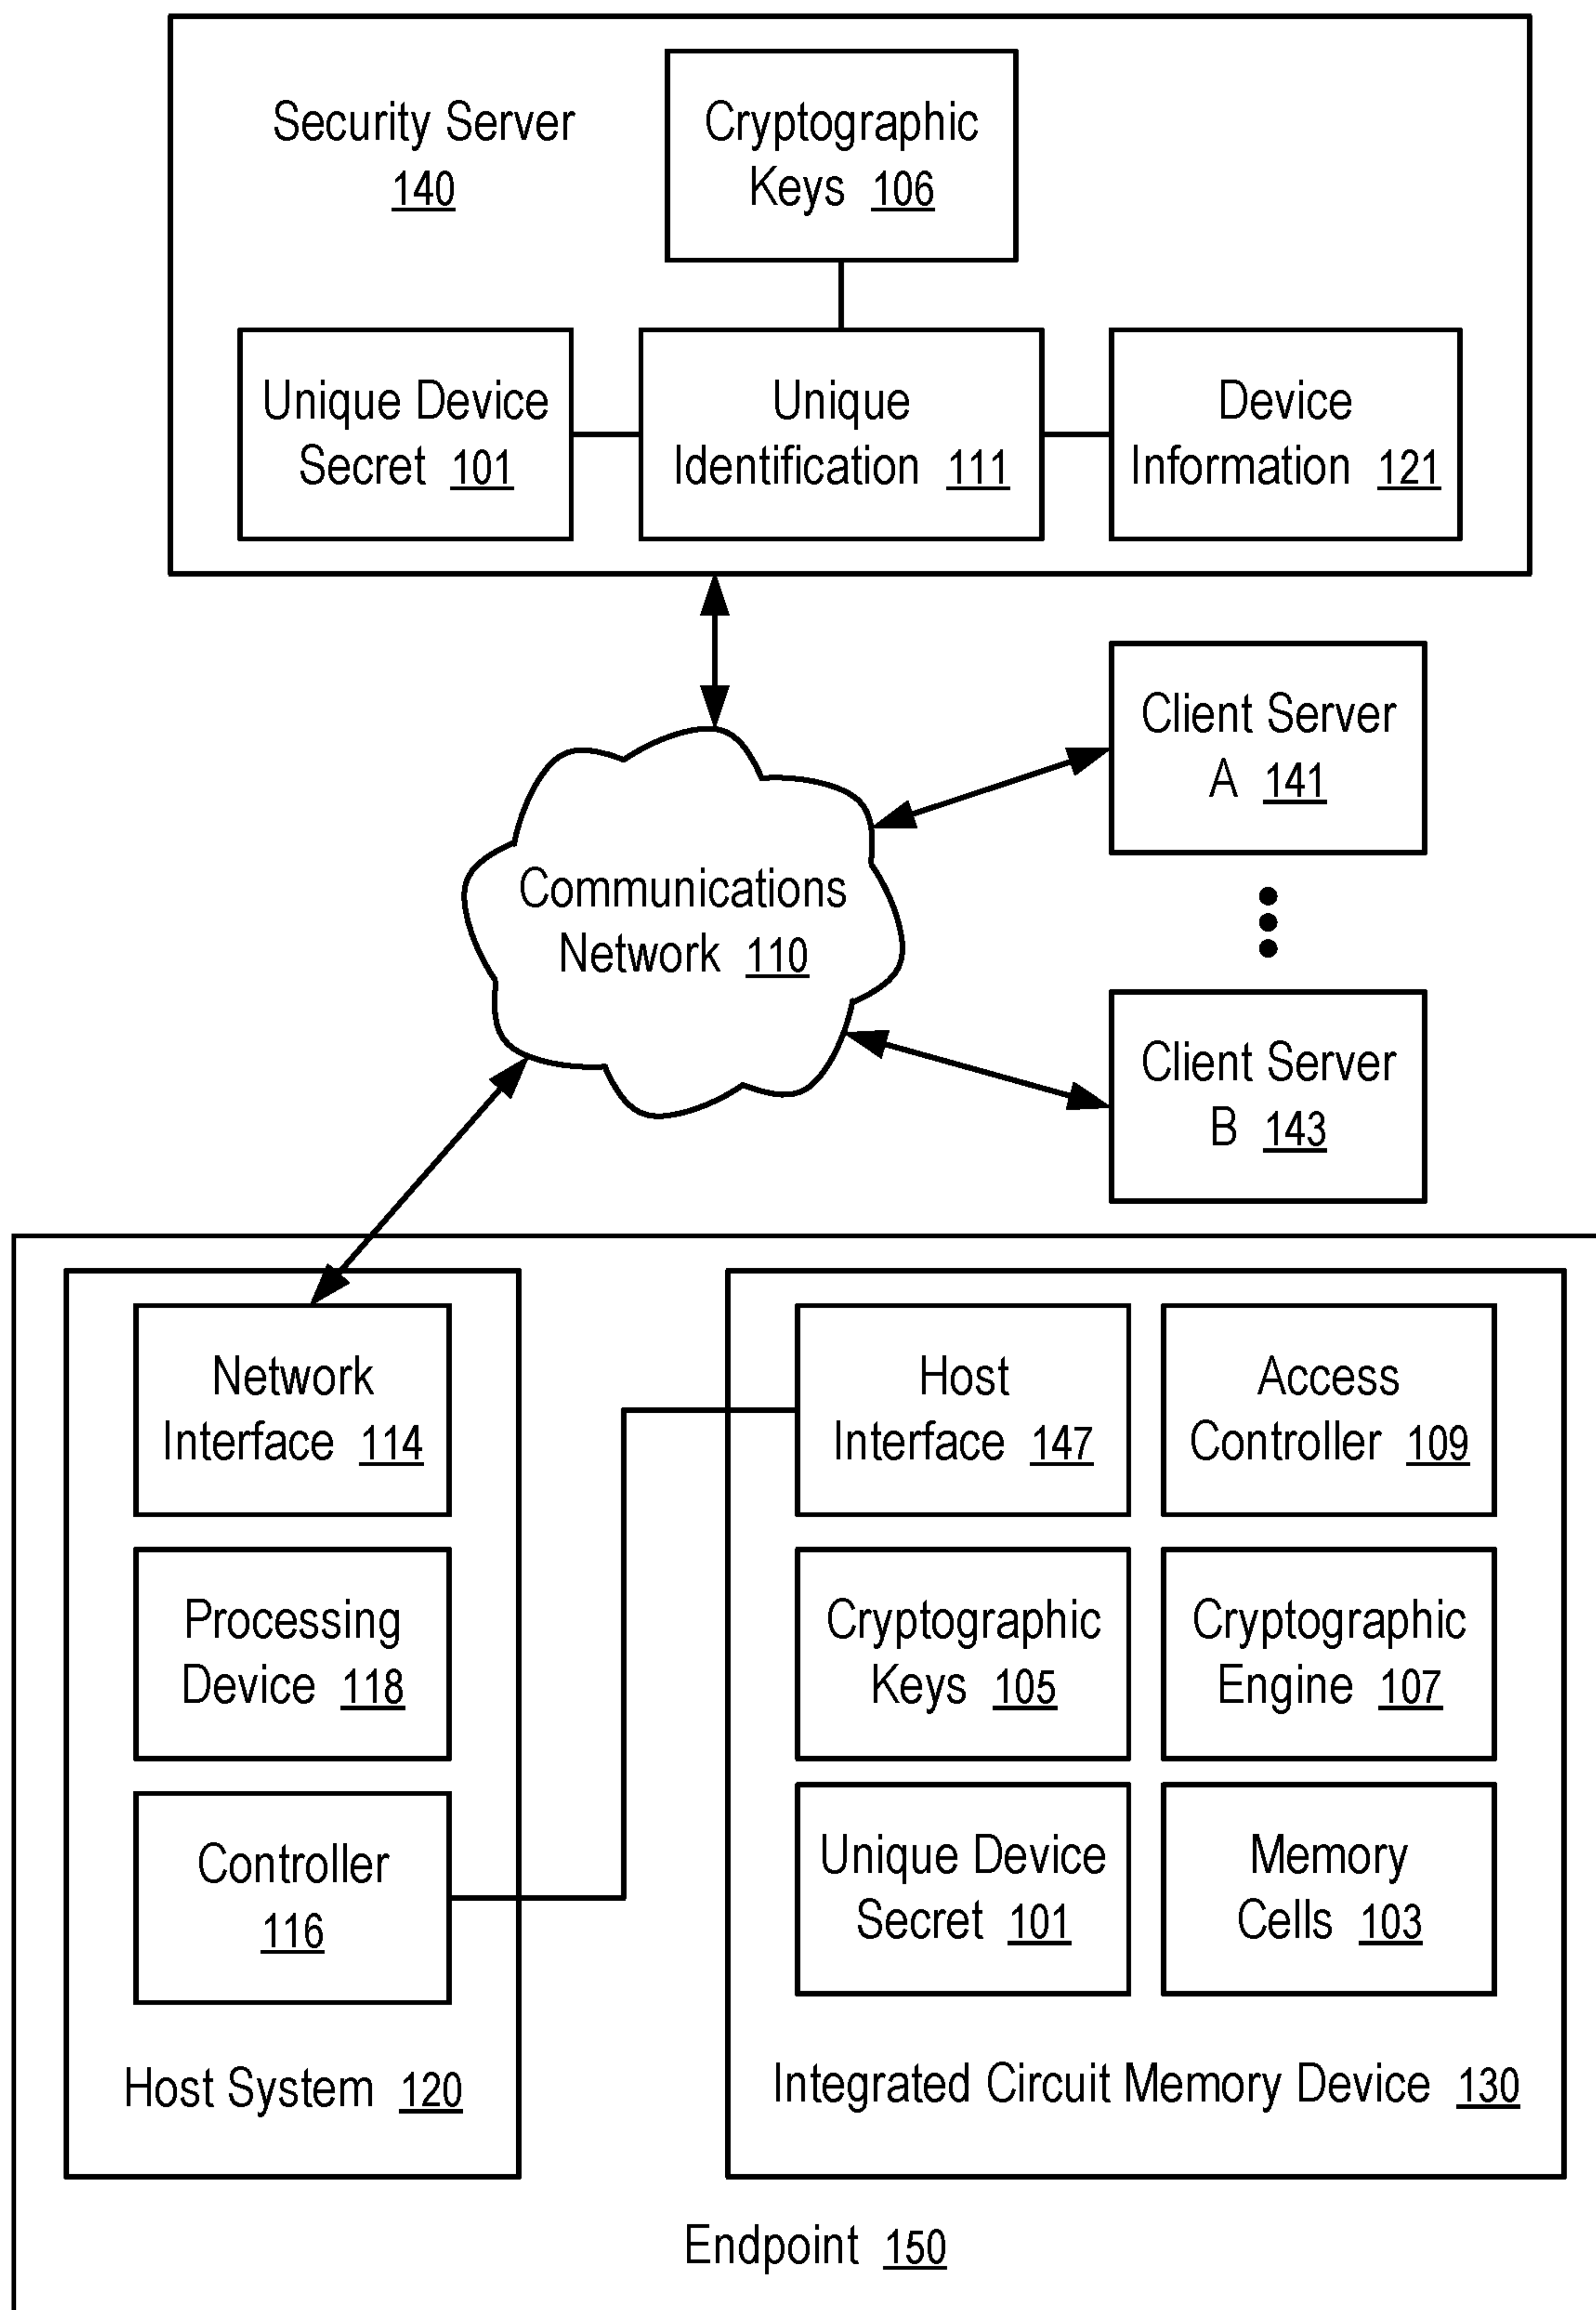 Security Server
140
Cryptographic
Keys 106
Unique Device
Secret 101
Unique
Identification 111
Device
Information 121
Client Server
A 141
Communications
Network 110
Client Server
B 143
Network
Interface 114
Processing
Device 118
Controller
116
Host System 120
Host
Interface 147
Access
Controller 109
Cryptographic
Keys 105
Cryptographic
Engine 107
Unique Device
Secret 101
Memory
Cells 103
Integrated Circuit Memory Device 130
Endpoint 150